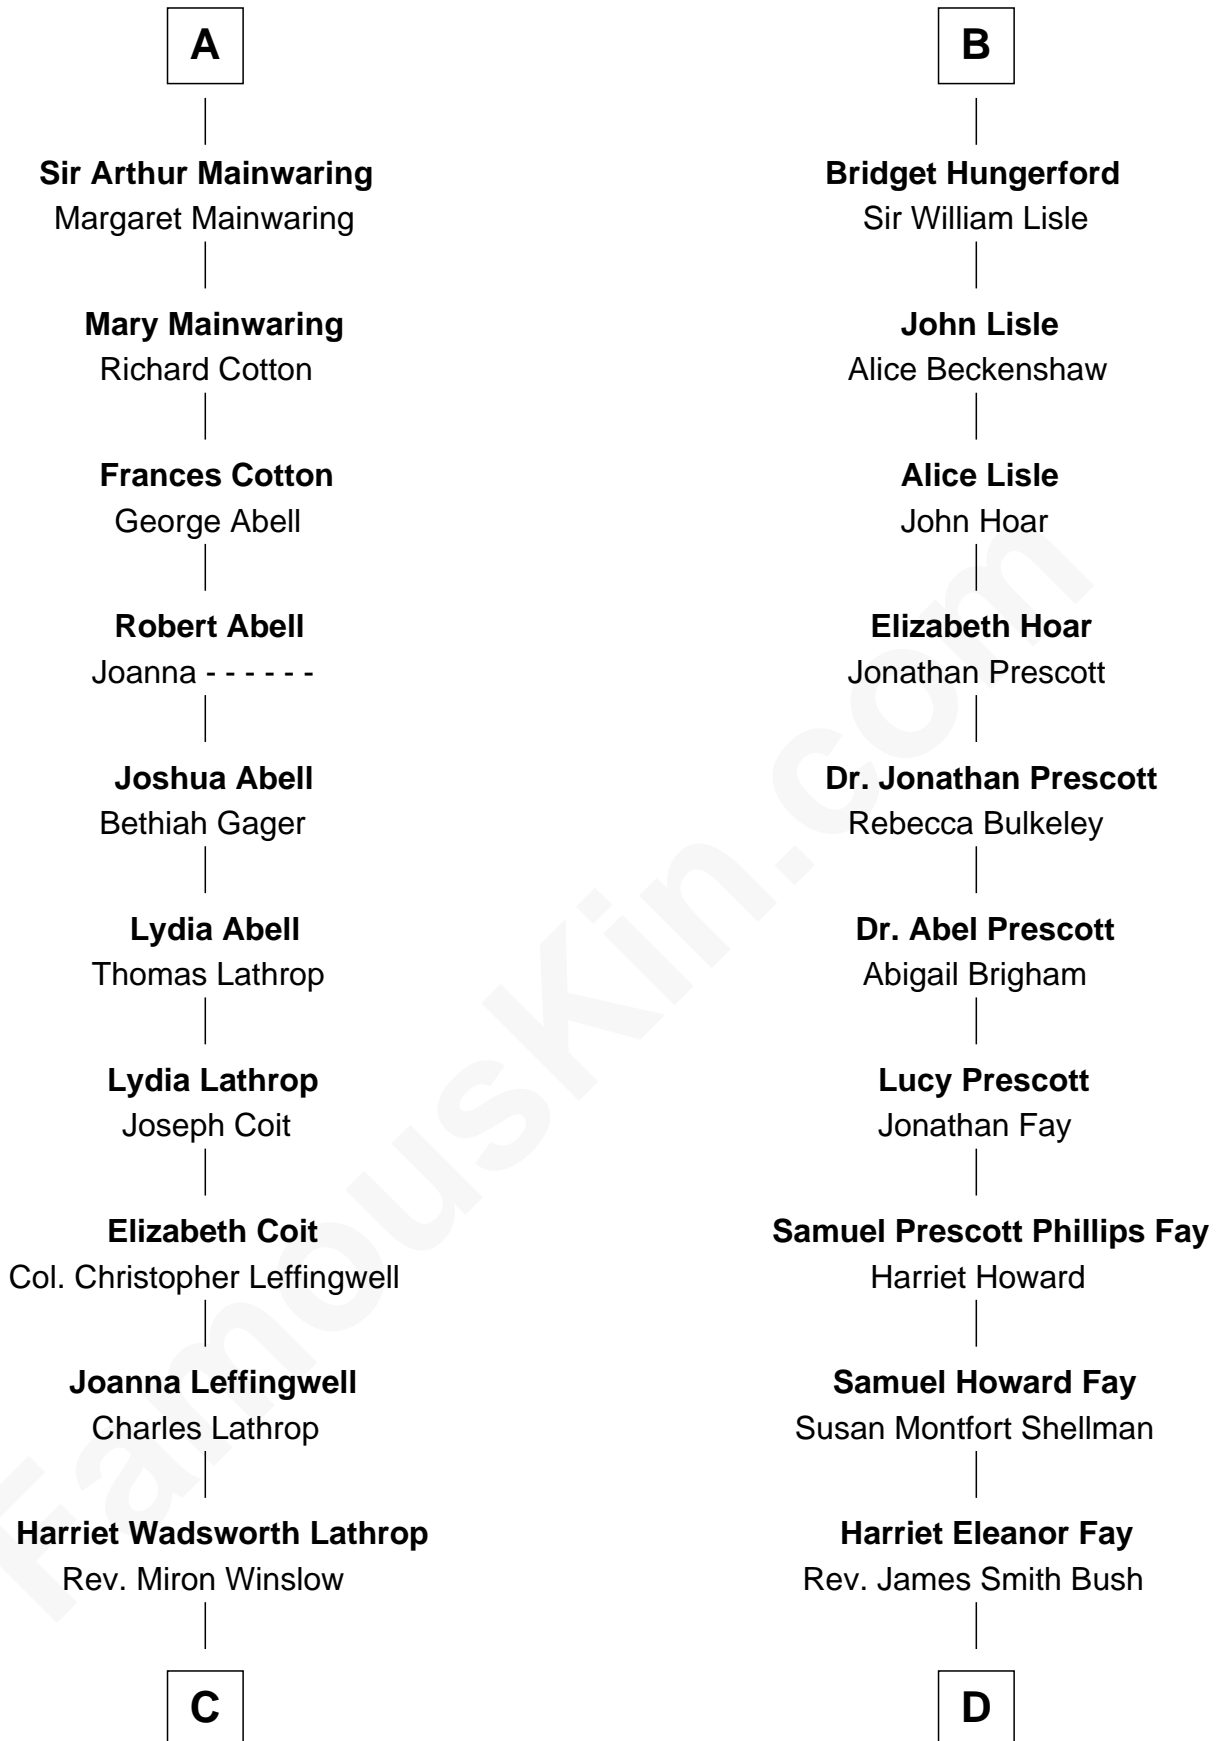 A
Sir Arthur Mainwaring
Margaret Mainwaring
Mary Mainwaring
Richard Cotton
Frances Cotton
George Abell
Robert Abell
Joanna - - - - - -
Joshua Abell
Bethiah Gager
Lydia Abell
Thomas Lathrop
Lydia Lathrop
Joseph Coit
Elizabeth Coit
Col. Christopher Leffingwell
Joanna Leffingwell
Charles Lathrop
Harriet Wadsworth Lathrop
Rev. Miron Winslow
C
B
Bridget Hungerford
Sir William Lisle
John Lisle
Alice Beckenshaw
Alice Lisle
John Hoar
Elizabeth Hoar
Jonathan Prescott
Dr. Jonathan Prescott
Rebecca Bulkeley
Dr. Abel Prescott
Abigail Brigham
Lucy Prescott
Jonathan Fay
Samuel Prescott Phillips Fay
Harriet Howard
Samuel Howard Fay
Susan Montfort Shellman
Harriet Eleanor Fay
Rev. James Smith Bush
D
FamousKin.com